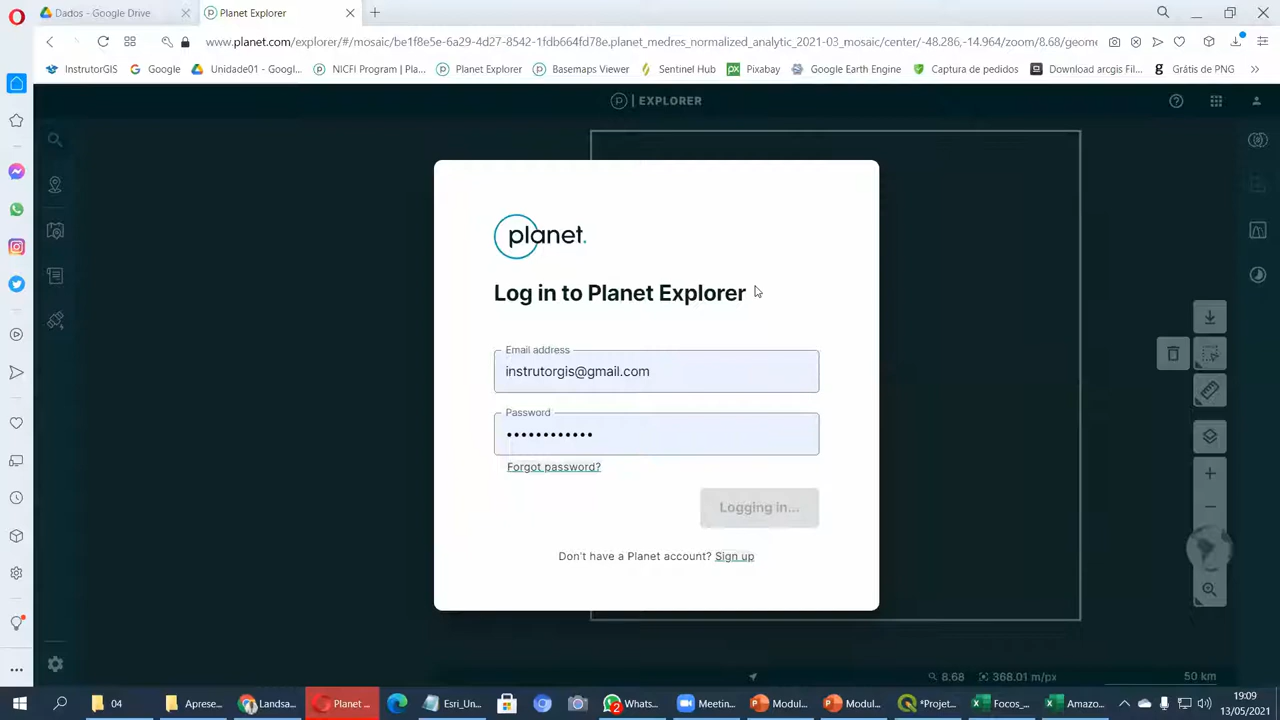 Dados - Google Drive
Planet Explorer
www.planet.com/explorer/#/mosaic/be1f8e5e-6a29-4d27-8542-1fdb664fd78e.planet_medres_normalized_analytic_2021-03_mosaic/center/-48.286,-14.964/zoom/8.68/geome
InstrutorGIS
Google
Unidade01 - Googl...
NICFI Program | Pla...
Planet Explorer
Basemaps Viewer
Sentinel Hub
Pixabay
Google Earth Engine
Captura de pedidos
Download arcgis Fil...
Grátis de PNG
EXPLORER
planet.
Log in to Planet Explorer
Email address
instrutorgis@gmail.com
Password
Forgot password?
Logging in...
Don't have a Planet account? Sign up
8.68
368.01 m/px
50 km
04
Aprese...
Landsa...
Planet ...
Esri_Un...
Whats...
2
Meetin...
Modul...
Modul...
*Projet...
Focos_...
Amazo...
19:09
13/05/2021